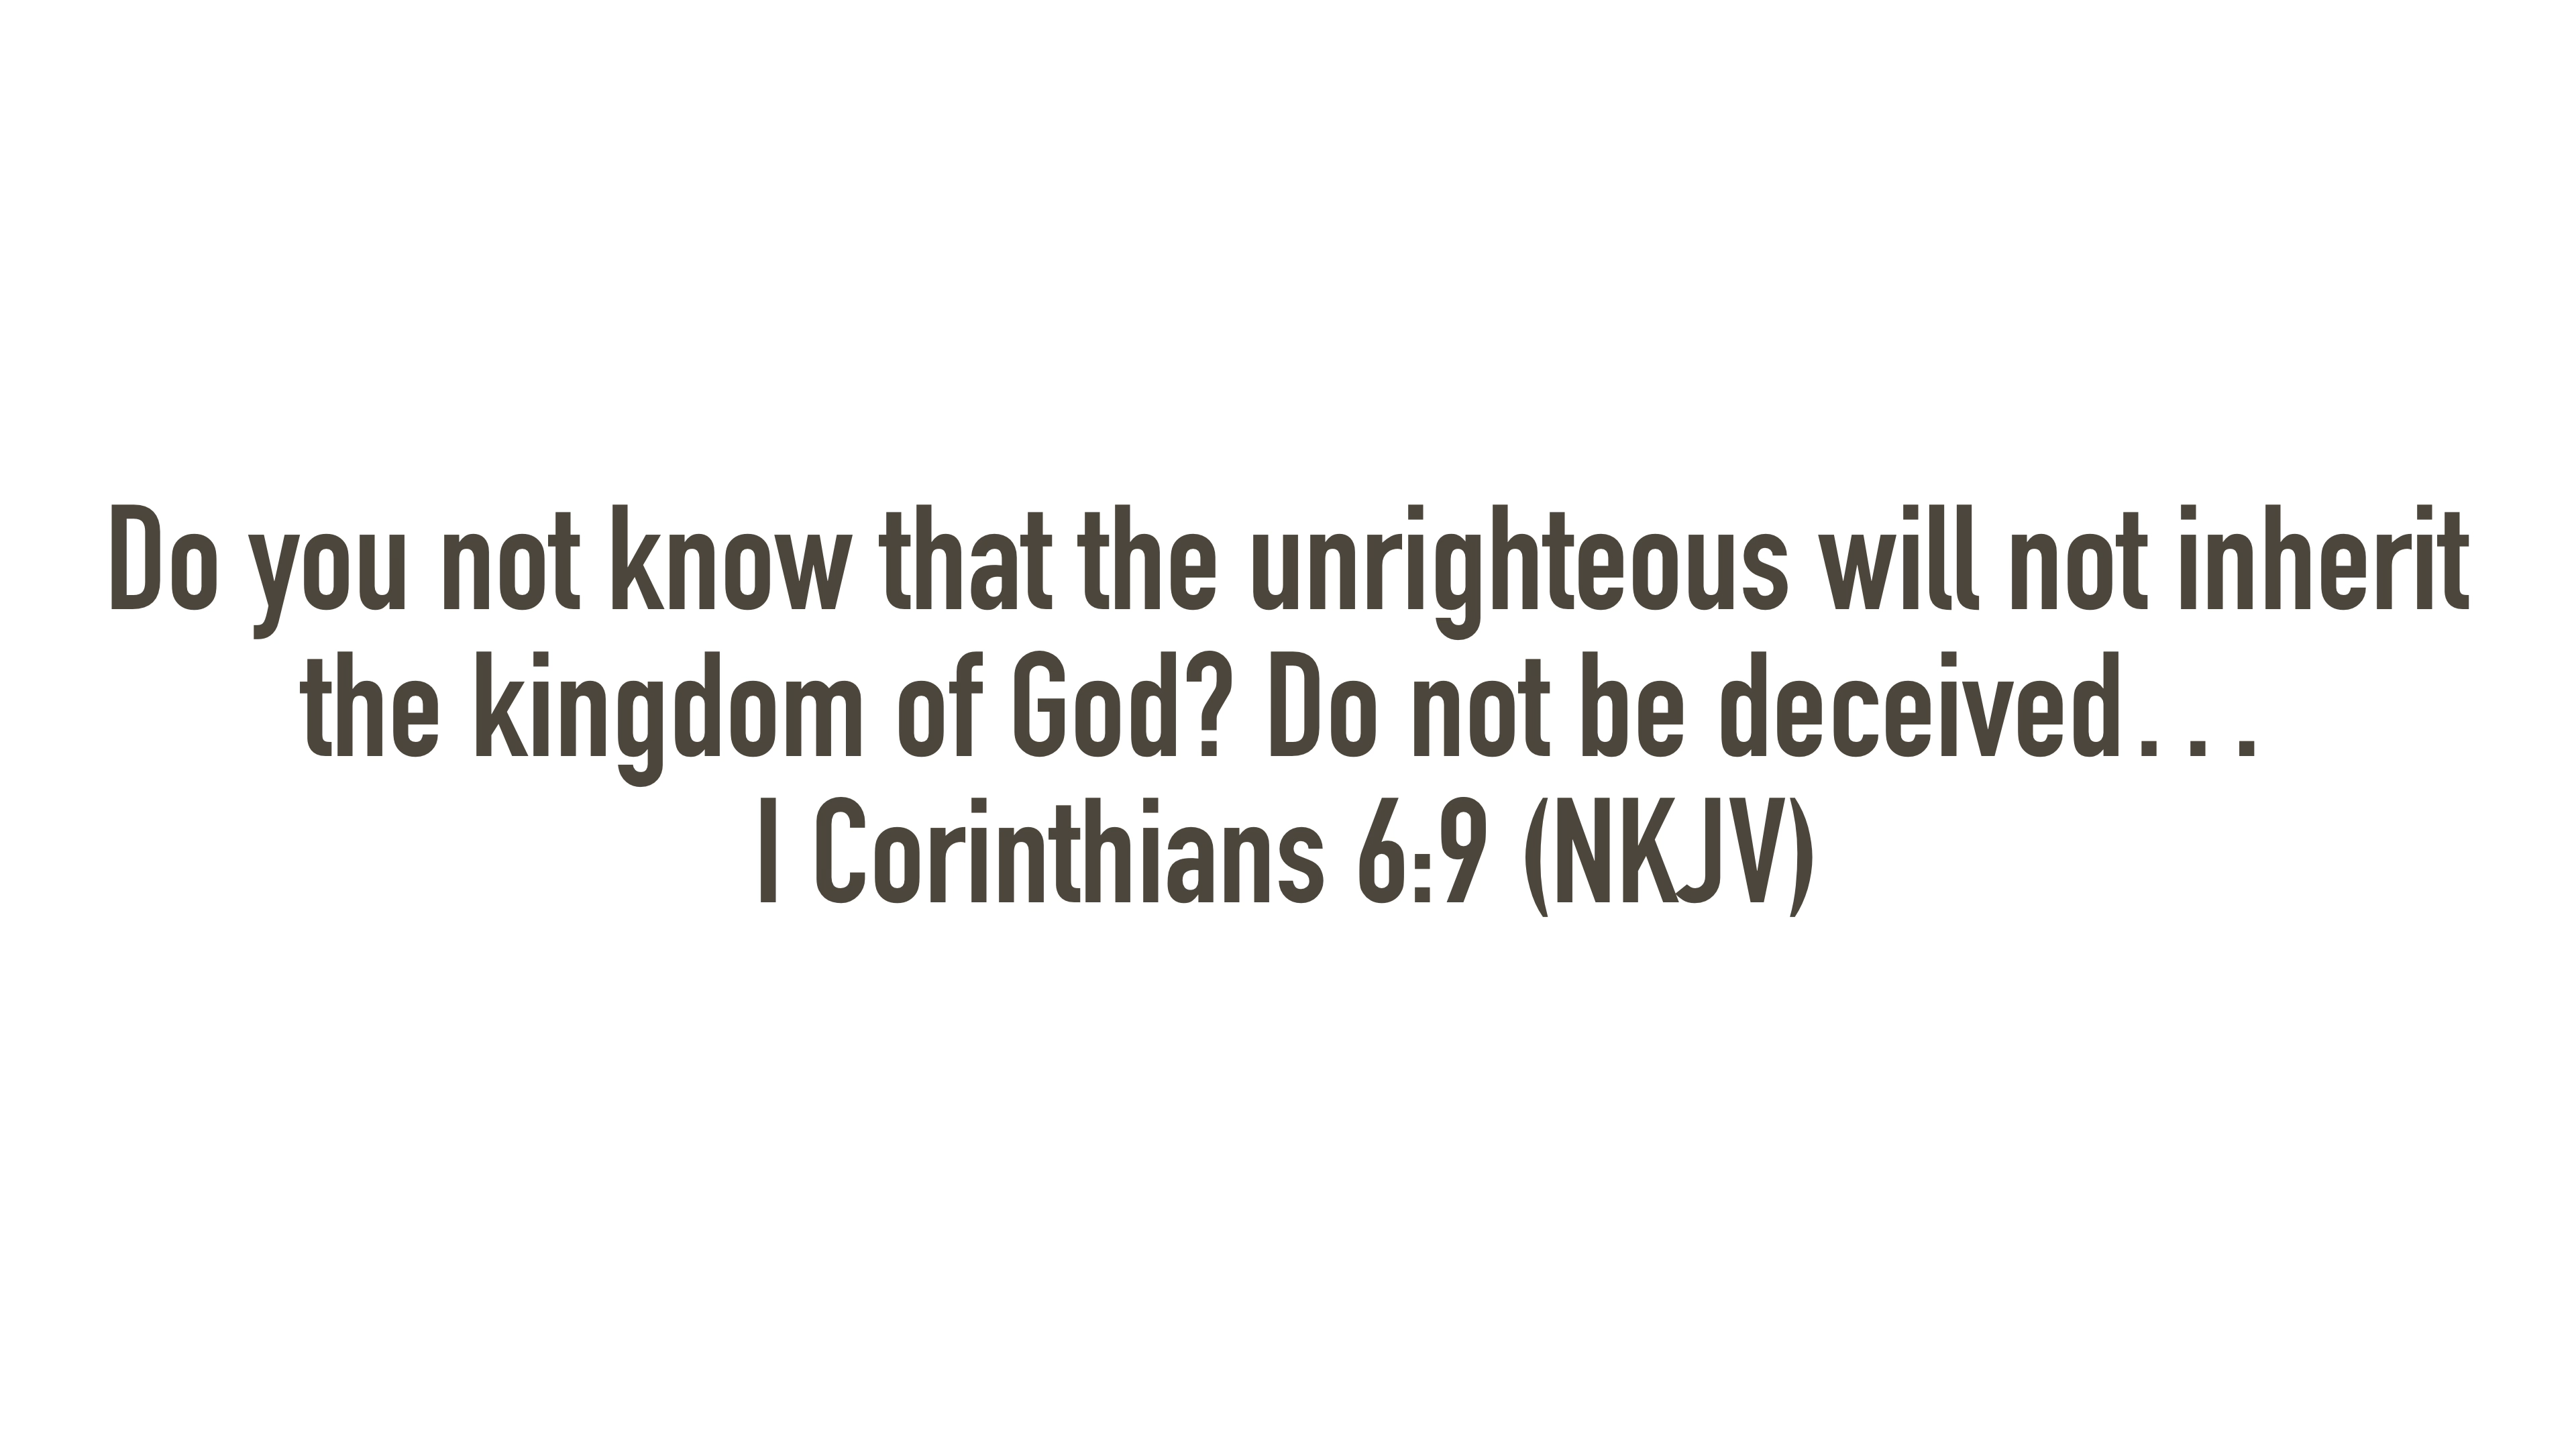 Do you not know that the unrighteous will not inherit
the kingdom of God? Do not be deceived...
I Corinthians 6:9 (NKJV)